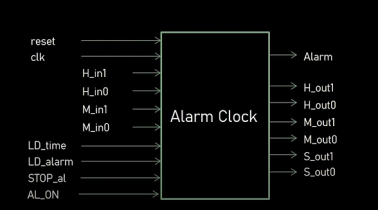 reset
clk
H_in1
H_in0
M_in1
M_in0
LD_time
LD_alarm
STOP_al
AL_ON
Alarm Clock
Alarm
H_out1
H_out0
M_out1
M_out0
S_out1
S_out0